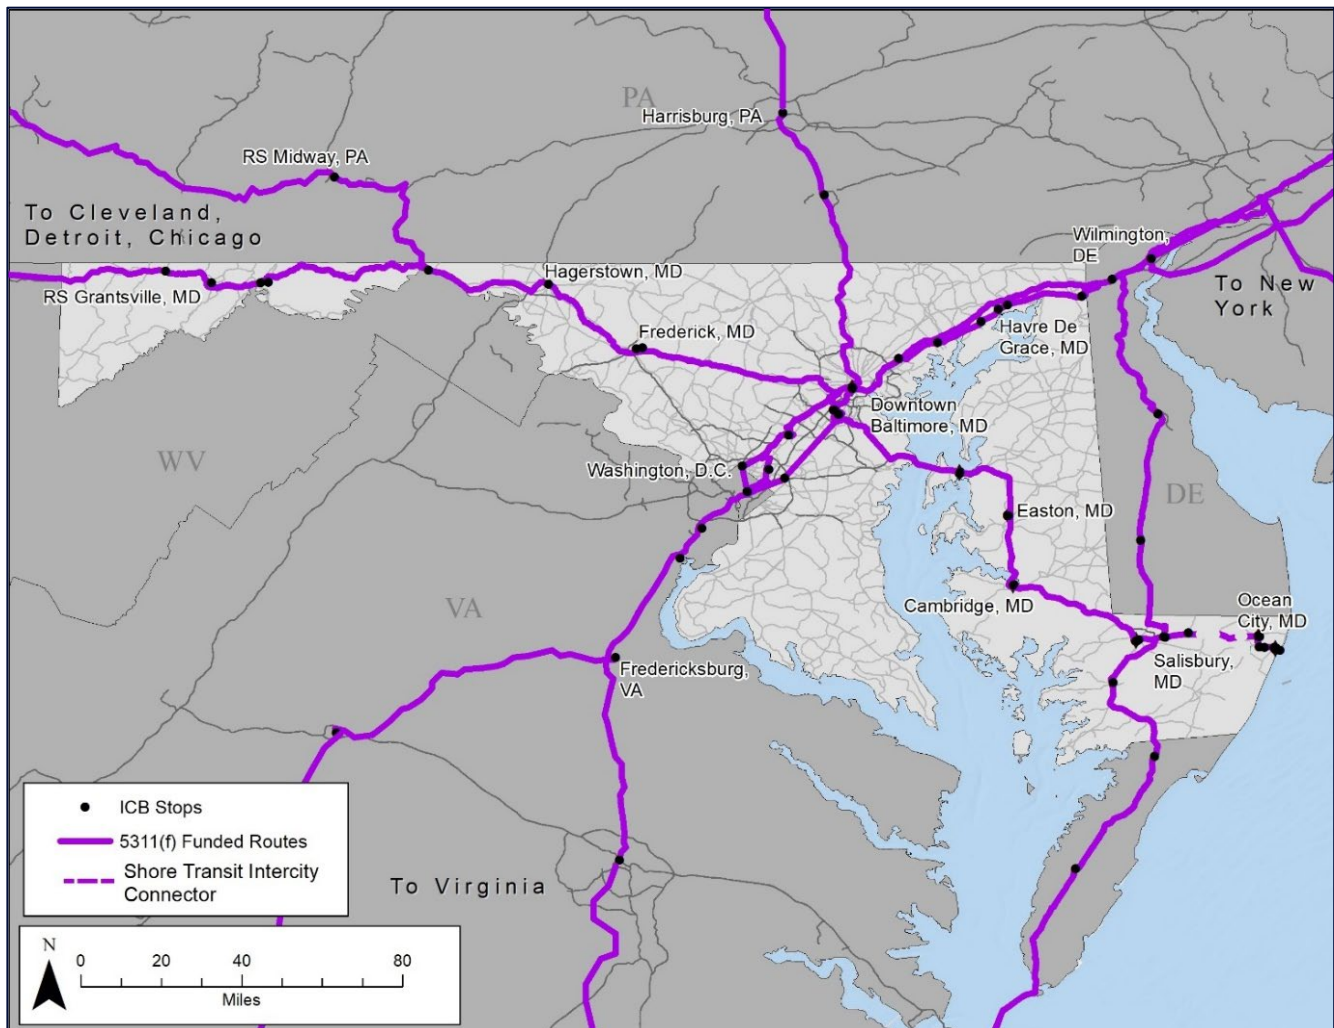 PA
Harrisburg, PA
RS Midway, PA
To Cleveland,
Detroit, Chicago
Wilmington,
DE
To New
York
Hagerstown, MD
RS Grantsville, MD
Frederick, MD
Havre De
Grace, MD
Downtown
Baltimore, MD
WV
Washington, D.C.
DE
Easton, MD
Cambridge, MD
Ocean
City, MD
VA
Salisbury,
MD
Fredericksburg,
VA
ICB Stops
5311(f) Funded Routes
Shore Transit Intercity
Connector
To Virginia
N
0 20 40 80
Miles